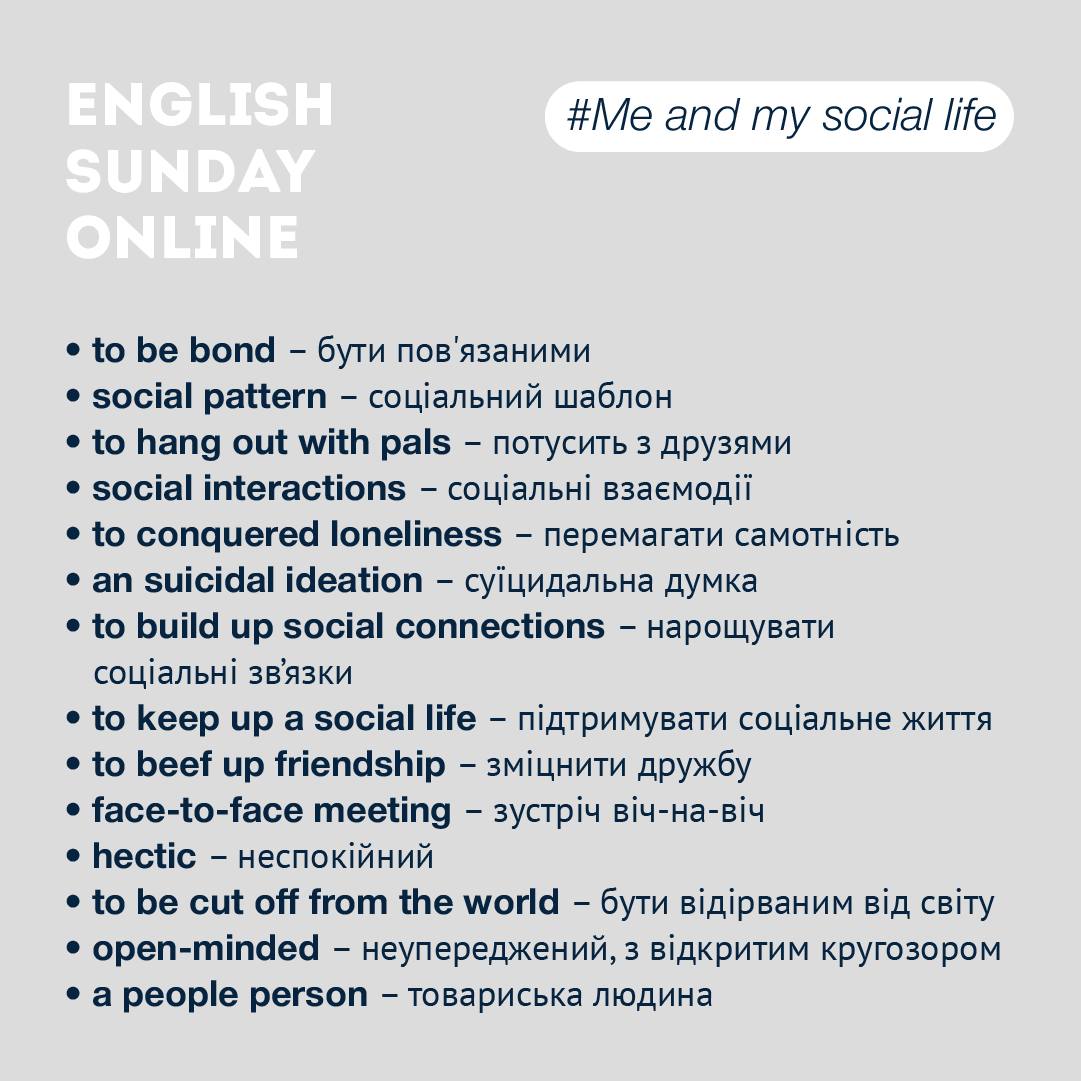 ENGLISH
SUNDAY
ONLINE
#Me and my social life
• to be bond – бути пов'язаними
• social pattern – соціальний шаблон
• to hang out with pals – потусить з друзями
• social interactions – соціальні взаємодії
• to conquered loneliness – перемагати самотність
• an suicidal ideation – суїцидальна думка
• to build up social connections – нарощувати
соціальні зв’язки
• to keep up a social life – підтримувати соціальне життя
• to beef up friendship – зміцнити дружбу
• face-to-face meeting – зустріч віч-на-віч
• hectic – неспокійний
• to be cut off from the world – бути відірваним від світу
• open-minded – неупереджений, з відкритим кругозором
• a people person – товариська людина